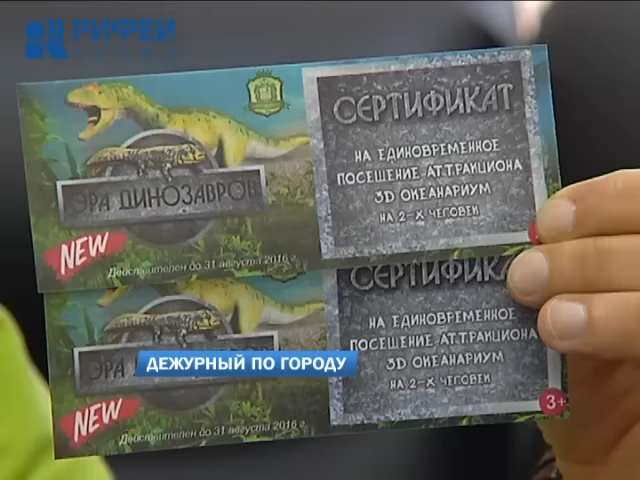 РИФЕЙ
СЕРТИФИКАТ
НА ЕДИНОВРЕМЕННОЕ
ПОСЕЩЕНИЕ АТТРАКЦИОНА
3D ОКЕАНАРИУМ
НА 2-Х ЧЕЛОВЕК
ЭРА ДИНОЗАВРОВ
NEW
Действителен до 31 августа 2016 г.
СЕРТИФИКА
НА ЕДИНОВРЕМЕННОЕ
ПОСЕЩЕНИЕ АТТРАКЦИОНА
3D ОКЕАНАРИУМ
НА 2-Х ЧЕЛОВЕК
ЭРА
ДЕЖУРНЫЙ ПО ГОРОДУ
NEW
3+
Действителен до 31 августа 2016 г.